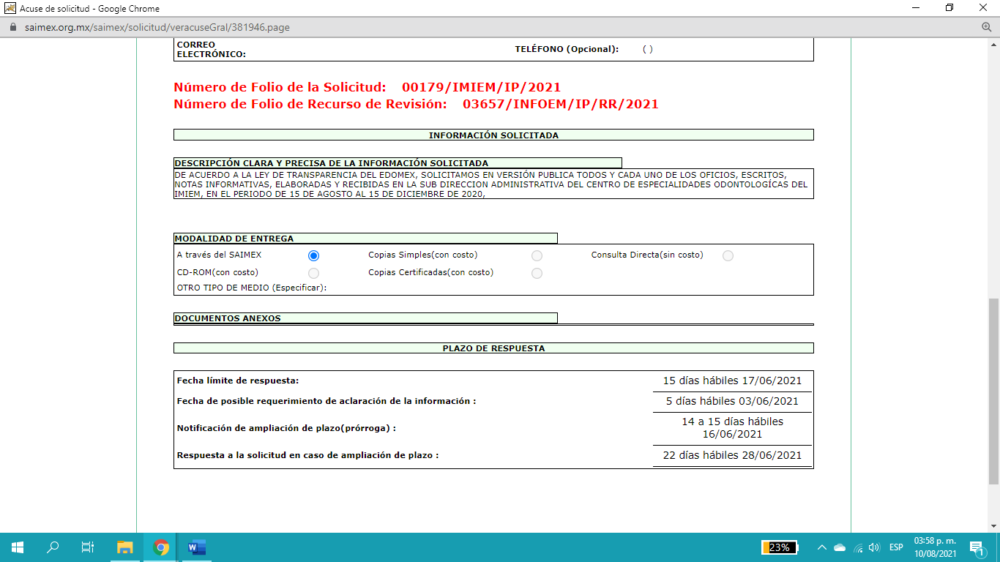 Acuse de solicitud - Google Chrome
saimex.org.mx/saimex/solicitud/veracuseGral/381946.page
CORREO
ELECTRÓNICO:
TELÉFONO (Opcional): ( )
Número de Folio de la Solicitud: 00179/IMIEM/IP/2021
Número de Folio de Recurso de Revisión: 03657/INFOEM/IP/RR/2021
INFORMACIÓN SOLICITADA
DESCRIPCIÓN CLARA Y PRECISA DE LA INFORMACIÓN SOLICITADA
DE ACUERDO A LA LEY DE TRANSPARENCIA DEL EDOMEX, SOLICITAMOS EN VERSIÓN PUBLICA TODOS Y CADA UNO DE LOS OFICIOS, ESCRITOS,
NOTAS INFORMATIVAS, ELABORADAS Y RECIBIDAS EN LA SUB DIRECCION ADMINISTRATIVA DEL CENTRO DE ESPECIALIDADES ODONTOLOGÍCAS DEL
IMIEM, EN EL PERIODO DE 15 DE AGOSTO AL 15 DE DICIEMBRE DE 2020,
MODALIDAD DE ENTREGA
A través del SAIMEX Copias Simples(con costo) Consulta Directa(sin costo)
CD-ROM(con costo) Copias Certificadas(con costo)
OTRO TIPO DE MEDIO (Especificar):
DOCUMENTOS ANEXOS
PLAZO DE RESPUESTA
Fecha límite de respuesta: 15 días hábiles 17/06/2021
Fecha de posible requerimiento de aclaración de la información : 5 días hábiles 03/06/2021
Notificación de ampliación de plazo(prórroga) : 14 a 15 días hábiles
16/06/2021
Respuesta a la solicitud en caso de ampliación de plazo : 22 días hábiles 28/06/2021
23%
ESP
03:58 p. m.
10/08/2021
1